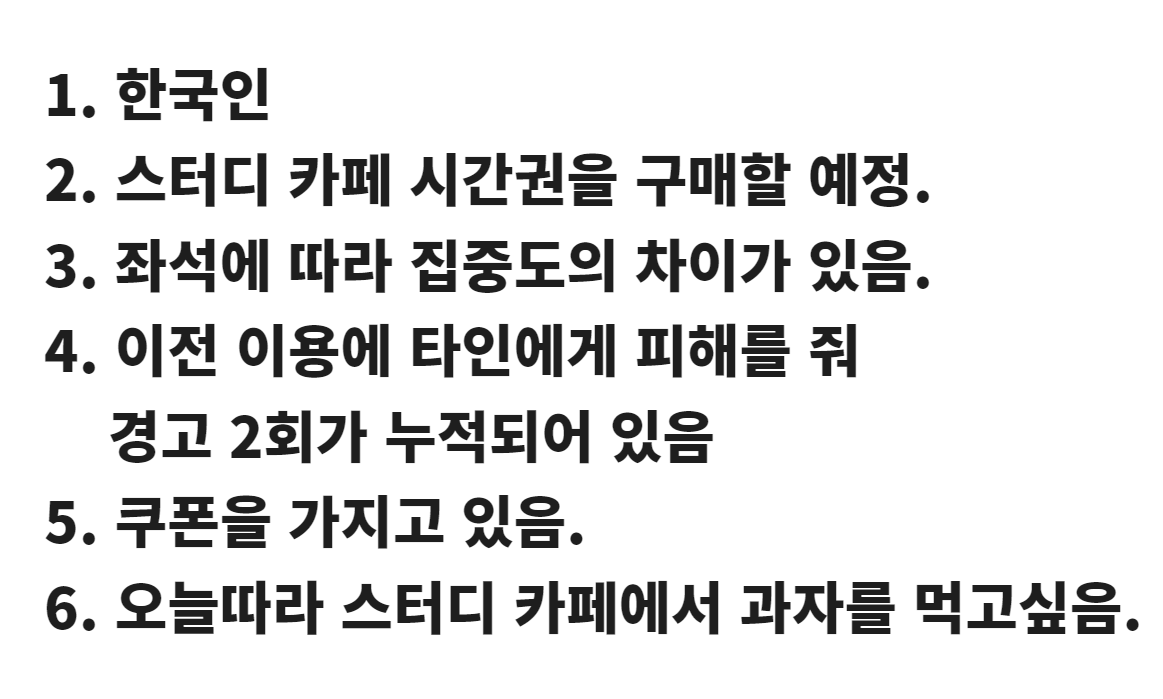 1. 한국인
2. 스터디 카페 시간권을 구매할 예정.
3. 좌석에 따라 집중도의 차이가 있음.
4. 이전 이용에 타인에게 피해를 줘
경고 2회가 누적되어 있음
5. 쿠폰을 가지고 있음.
6. 오늘따라 스터디 카페에서 과자를 먹고싶음.